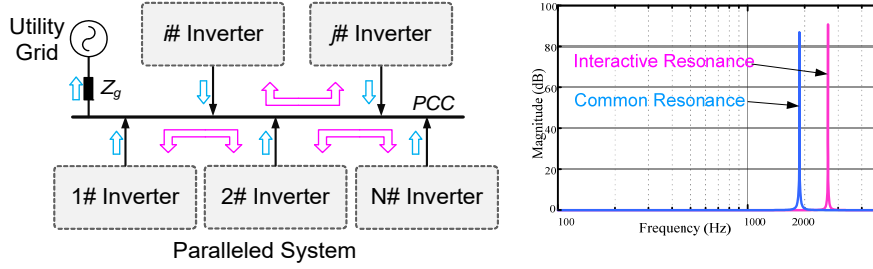 Utility
Grid
Zg
i# Inverter
j# Inverter
PCC
1# Inverter
2# Inverter
N# Inverter
Paralleled System
Magnitude (dB)
100
80
60
40
20
0
Interactive Resonance
Common Resonance
100
1000
2000
Frequency (Hz)